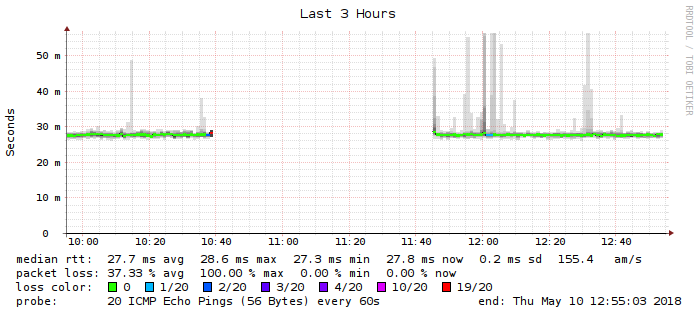 Last 3 Hours
RRDTOOL / TOBI OETIKER
Seconds
50 m
40 m
30 m
20 m
10 m
0
10:00 10:20 10:40 11:00 11:20 11:40 12:00 12:20 12:40
median rtt: 27.7 ms avg 28.6 ms max 27.3 ms min 27.8 ms now 0.2 ms sd 155.4 am/s
packet loss: 37.33 % avg 100.00 % max 0.00 % min 0.00 % now
loss color: 0 1/20 2/20 3/20 4/20 10/20 19/20
probe: 20 ICMP Echo Pings (56 Bytes) every 60s end: Thu May 10 12:55:03 2018